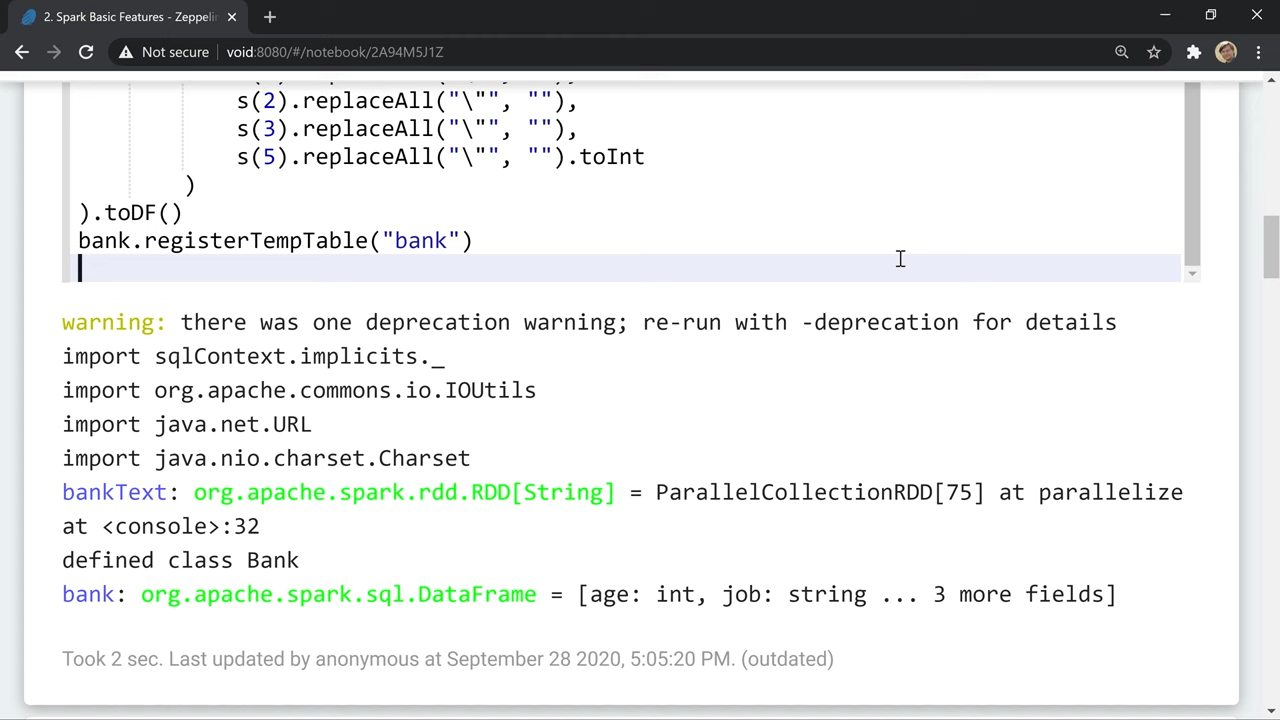 2. Spark Basic Features - Zeppelin
Not secure void:8080/#/notebook/2A94M5J1Z
s(2).replaceAll("\"", ""),
s(3).replaceAll("\"", ""),
s(5).replaceAll("\"", "").toInt
)
).toDF()
bank.registerTempTable("bank")
warning: there was one deprecation warning; re-run with -deprecation for details
import sqlContext.implicits._
import org.apache.commons.io.IOUtils
import java.net.URL
import java.nio.charset.Charset
bankText: org.apache.spark.rdd.RDD[String] = ParallelCollectionRDD[75] at parallelize
at <console>:32
defined class Bank
bank: org.apache.spark.sql.DataFrame = [age: int, job: string ... 3 more fields]
Took 2 sec. Last updated by anonymous at September 28 2020, 5:05:20 PM. (outdated)